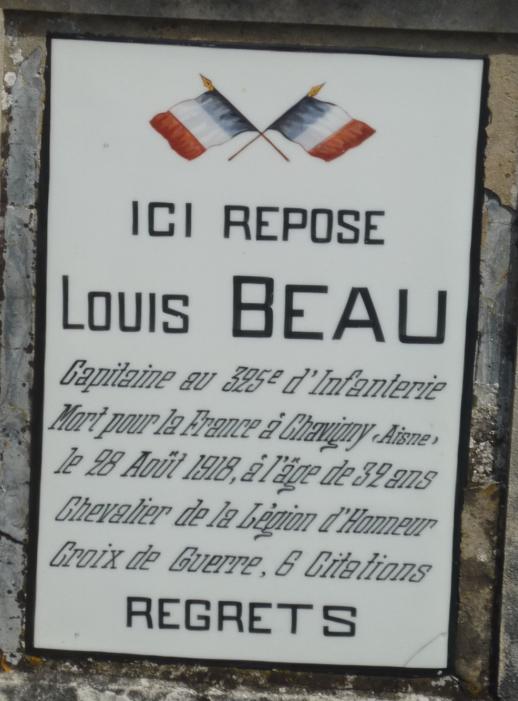 ICI REPOSE
LOUIS BEAU
Capitaine au 325e d'Infanterie
Mort pour la France à Chavigny (Aisne)
le 28 Août 1918, à l'âge de 32 ans
Chevalier de la Légion d'Honneur
Croix de Guerre, 6 Citations
REGRETS